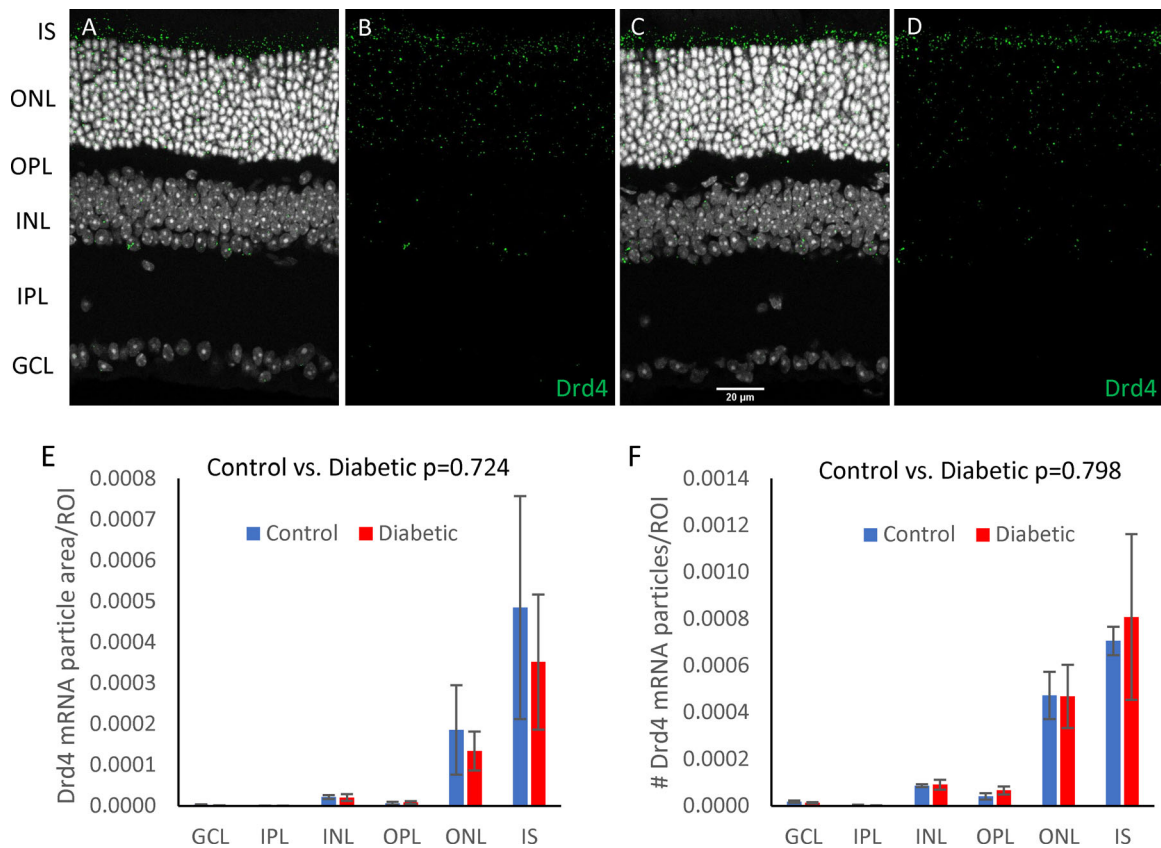 A
B
C
D
IS
ONL
OPL
INL
IPL
GCL
20 µm
Drd4
Drd4
E
Control vs. Diabetic p=0.724
Drd4 mRNA particle area/ROI
0.0008
0.0007
0.0006
0.0005
0.0004
0.0003
0.0002
0.0001
0.0000
Control Diabetic
GCL IPL INL OPL ONL IS
F
Control vs. Diabetic p=0.798
# Drd4 mRNA particles/ROI
0.0014
0.0012
0.0010
0.0008
0.0006
0.0004
0.0002
0.0000
Control Diabetic
GCL IPL INL OPL ONL IS